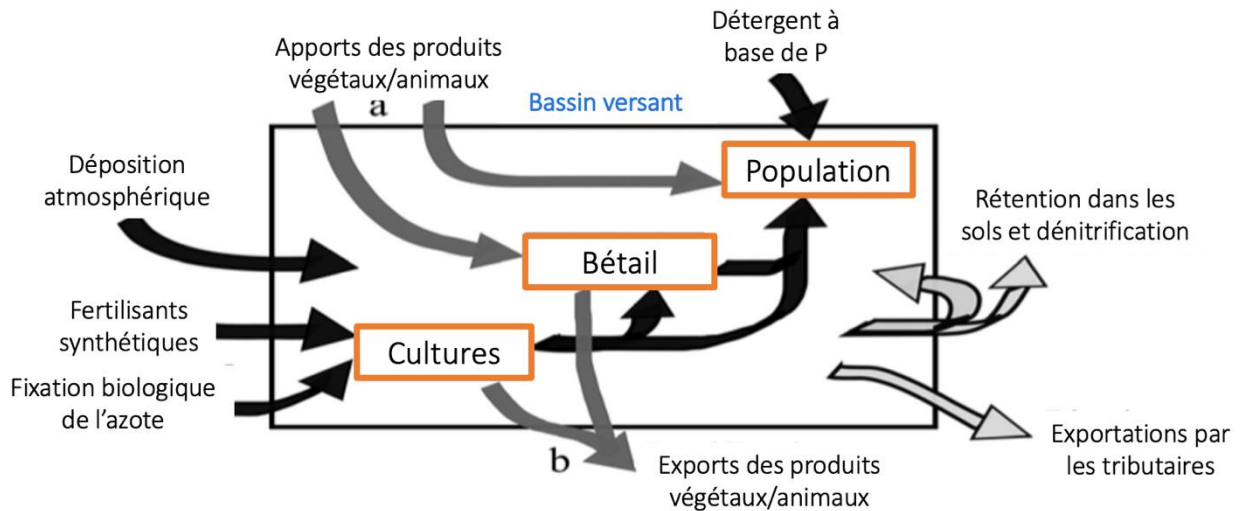 Détergent à
base de P
Apports des produits
végétaux/animaux
a
Bassin versant
Population
Déposition
atmosphérique
Rétention dans les
sols et dénitrification
Bétail
Fertilisants
synthétiques
Cultures
Fixation biologique
de l’azote
Exportations par
les tributaires
b
Exports des produits
végétaux/animaux